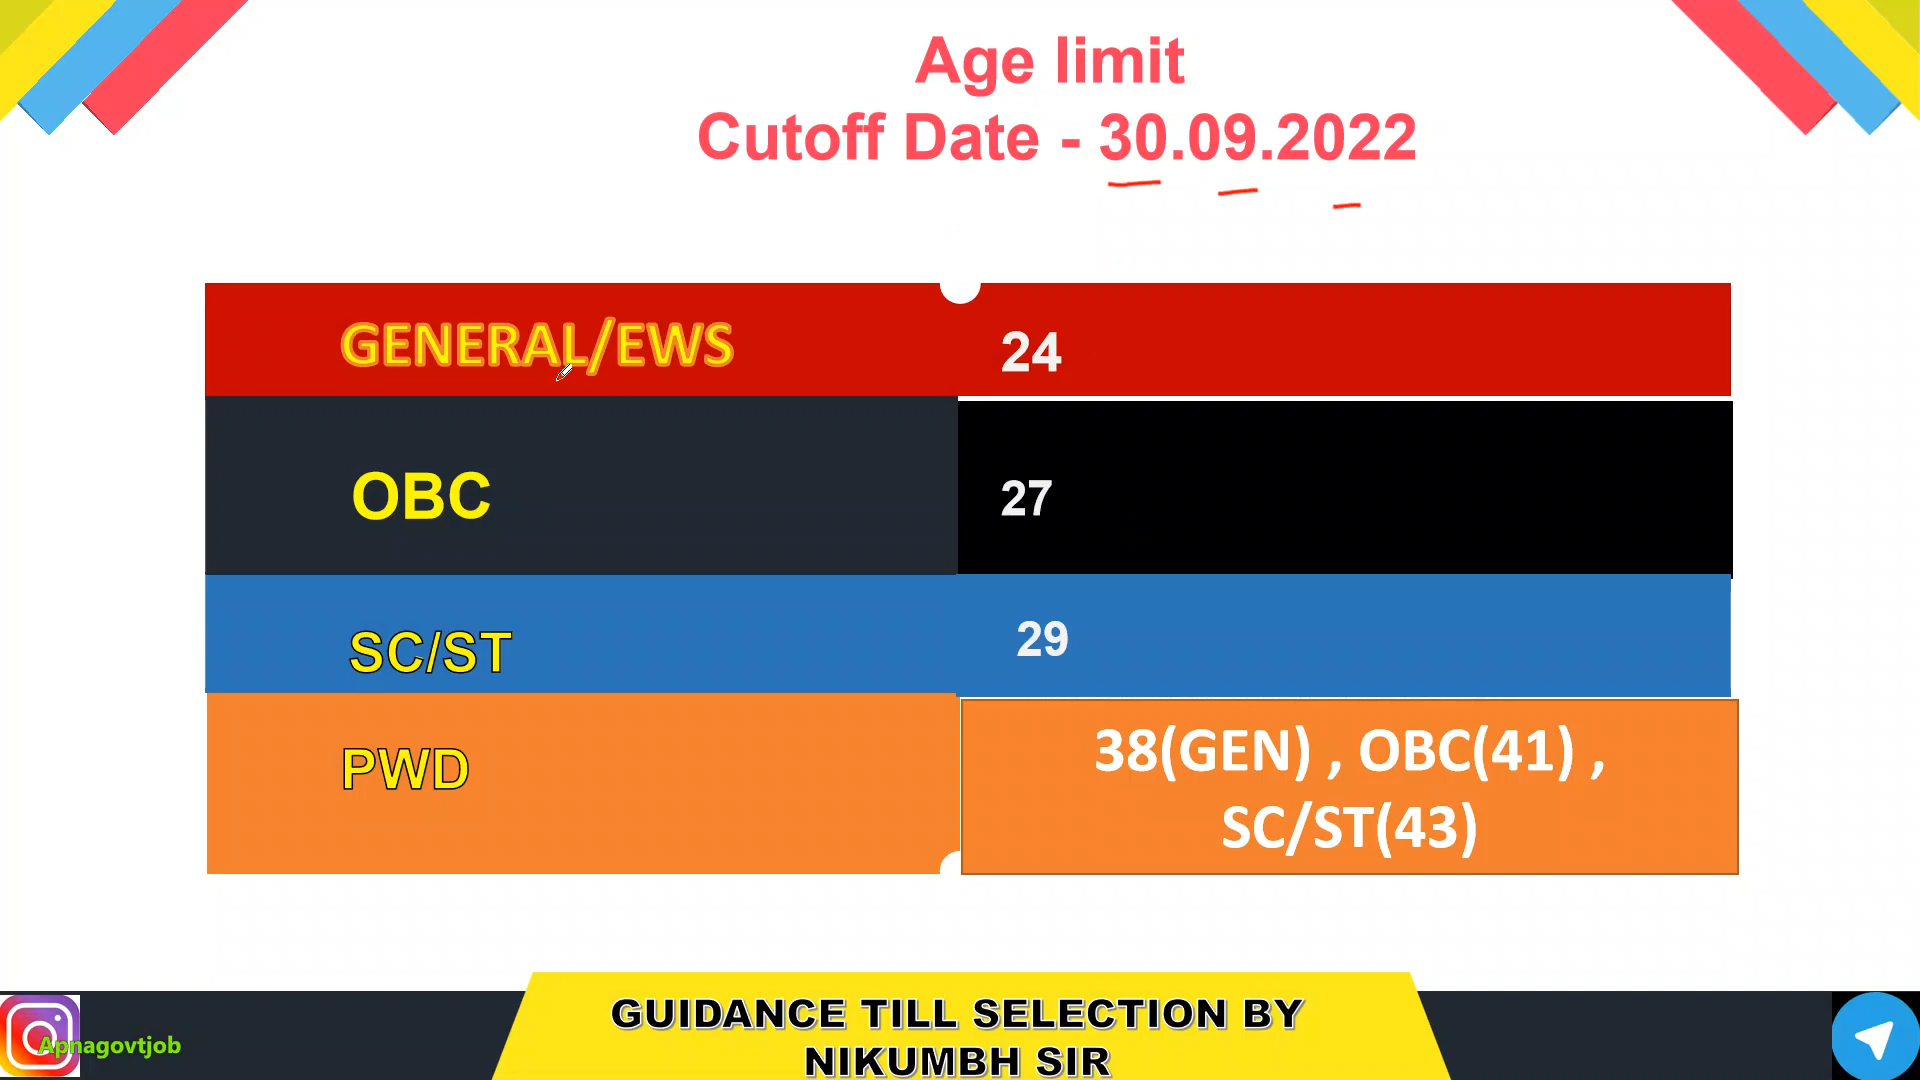 Age limit
Cutoff Date - 30.09.2022
GENERAL/EWS
24
OBC
27
SC/ST
29
PWD
38(GEN) , OBC(41) ,
SC/ST(43)
GUIDANCE TILL SELECTION BY
NIKUMBH SIR
Apnagovtjob